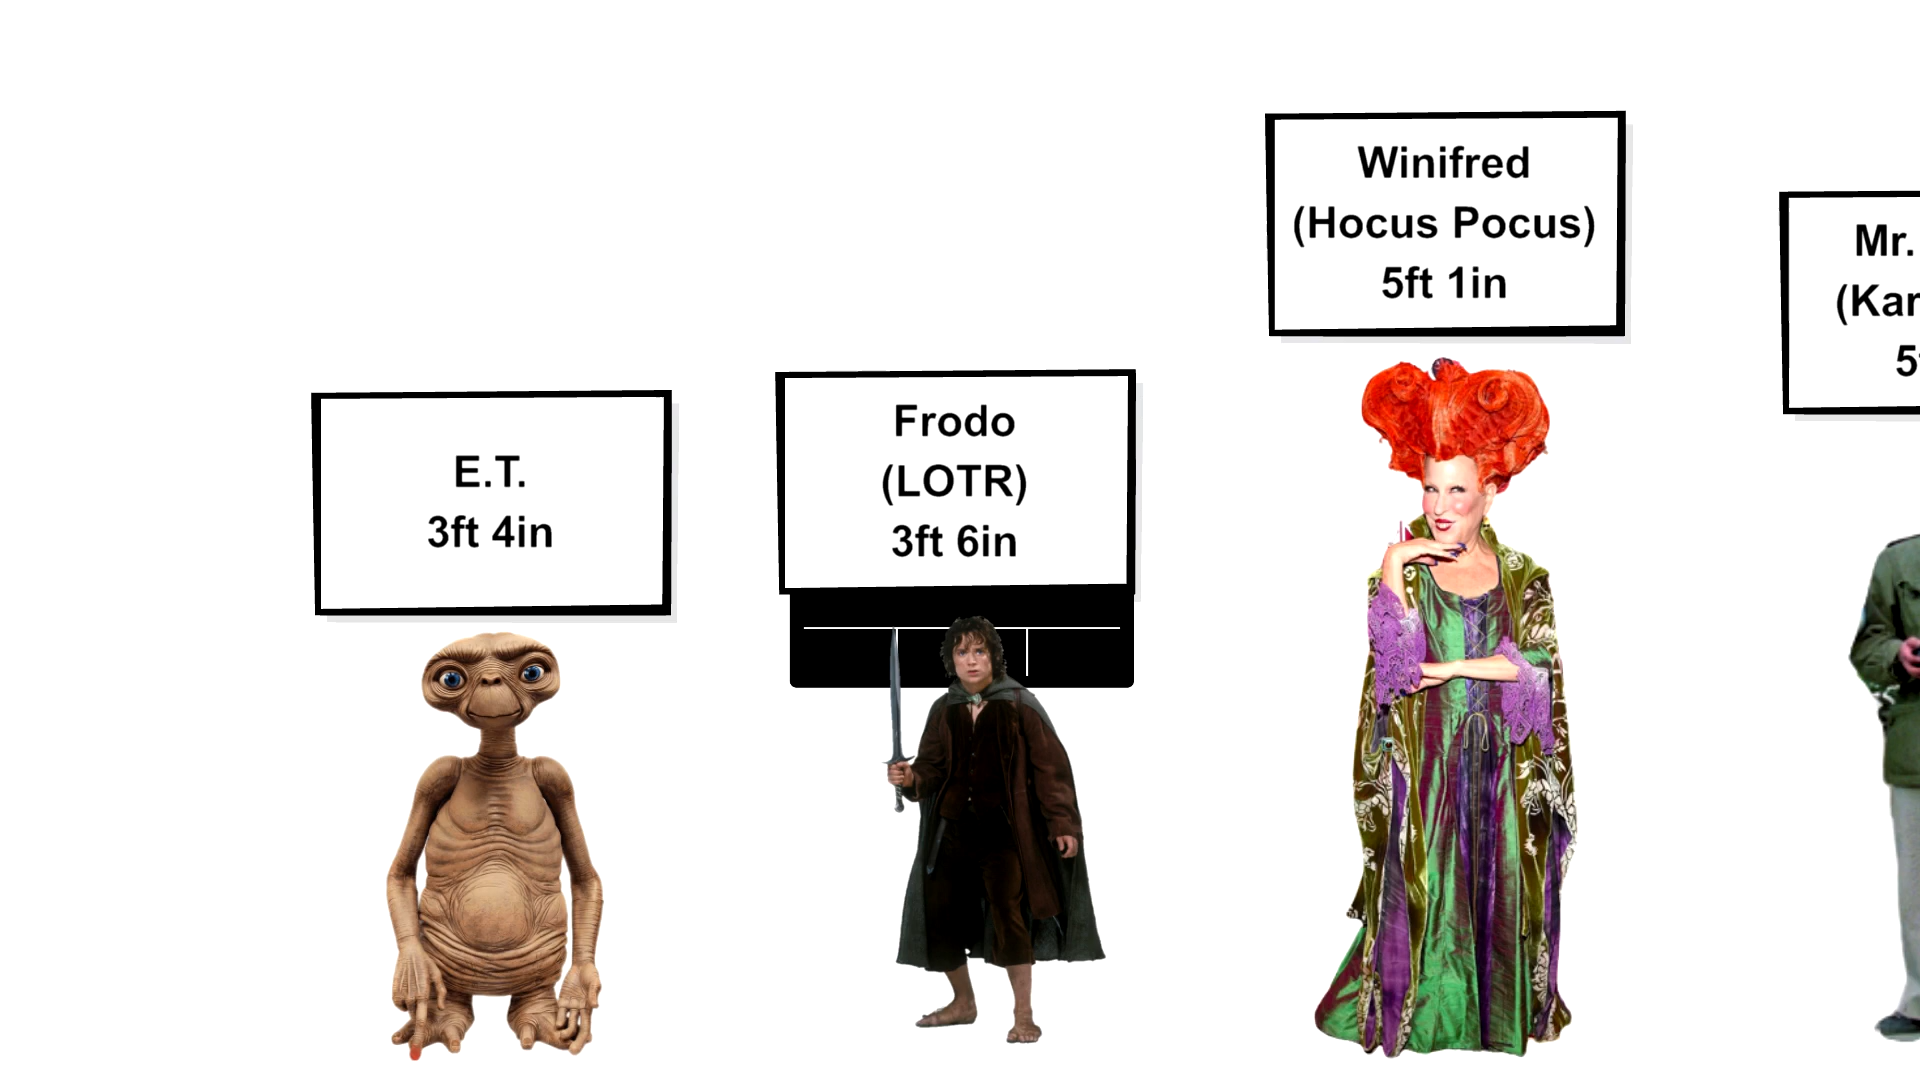 E.T.
3ft 4in
Frodo
(LOTR)
3ft 6in
Winifred
(Hocus Pocus)
5ft 1in
Mr.